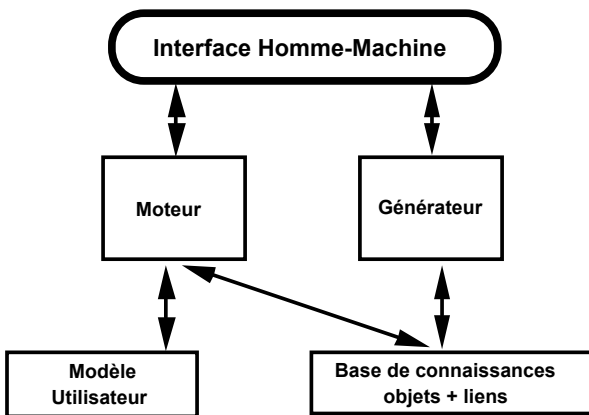 Interface Homme-Machine
Moteur
Générateur
Modèle
Utilisateur
Base de connaissances
objets + liens